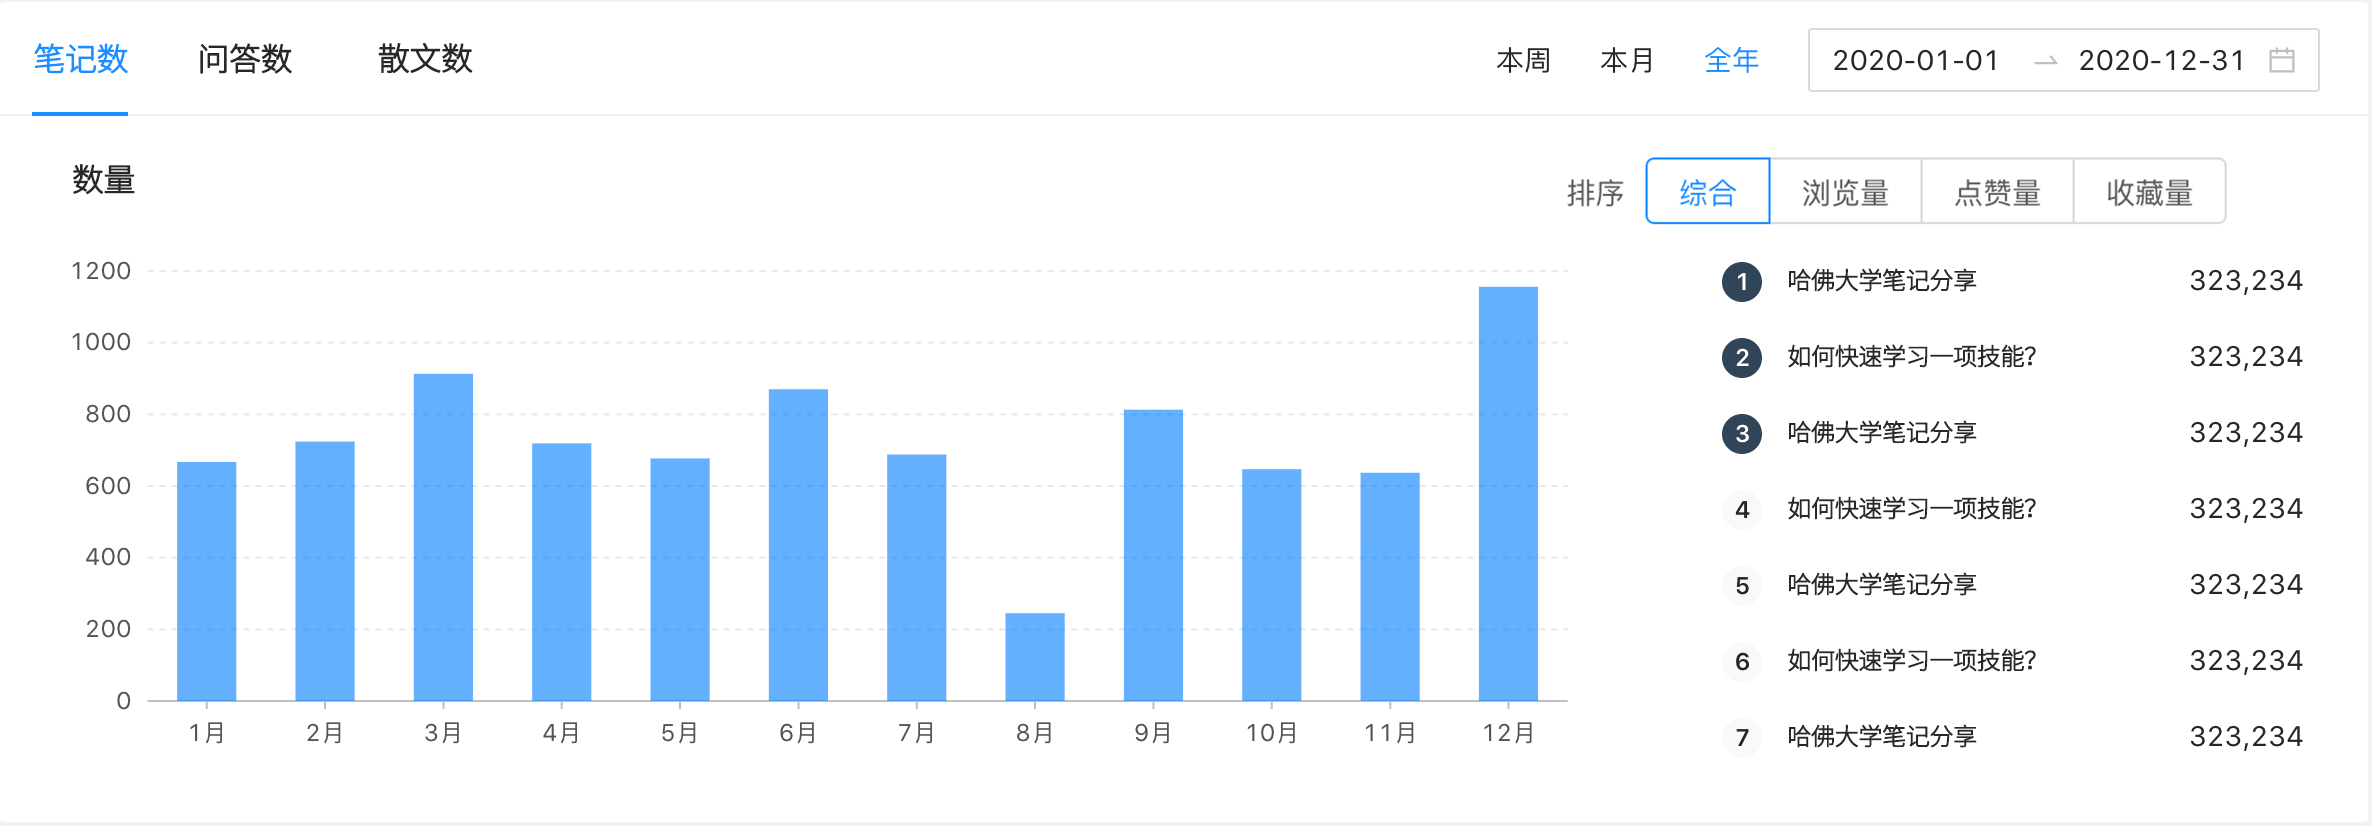 笔记数 问答数 散文数 本周 本月 全年 2020-01-01 → 2020-12-31
数量
排序 综合 浏览量 点赞量 收藏量
1200
1000
800
600
400
200
0
1月 2月 3月 4月 5月 6月 7月 8月 9月 10月 11月 12月
1 哈佛大学笔记分享 323,234
2 如何快速学习一项技能? 323,234
3 哈佛大学笔记分享 323,234
4 如何快速学习一项技能? 323,234
5 哈佛大学笔记分享 323,234
6 如何快速学习一项技能? 323,234
7 哈佛大学笔记分享 323,234